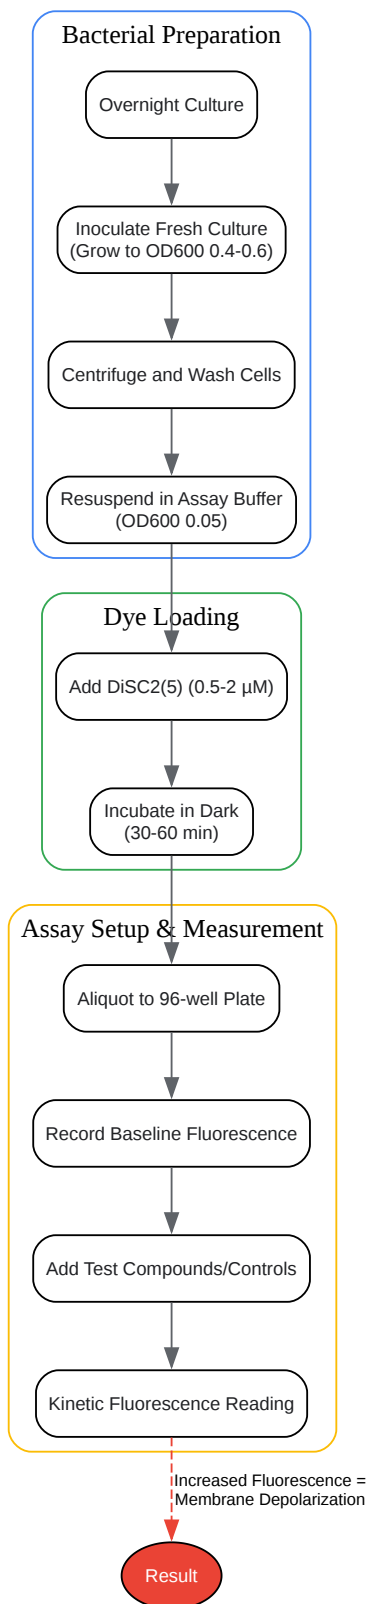 Bacterial Preparation
Overnight Culture
Inoculate Fresh Culture
(Grow to OD600 0.4-0.6)
Centrifuge and Wash Cells
Resuspend in Assay Buffer
(OD600 0.05)
Dye Loading
Add DiSC2(5) (0.5-2 µM)
Incubate in Dark
(30-60 min)
Assay Setup & Measurement
Aliquot to 96-well Plate
Record Baseline Fluorescence
Add Test Compounds/Controls
Kinetic Fluorescence Reading
Increased Fluorescence =
Membrane Depolarization
Result